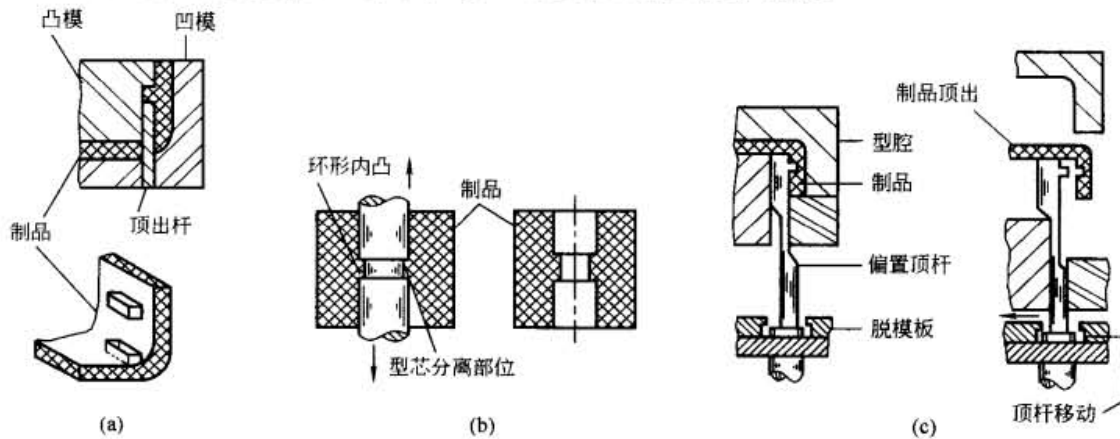 凸模
凹模
制品
顶出杆
(a)
环形内凸
制品
型芯分离部位
(b)
型腔
制品
偏置顶杆
脱模板
制品顶出
顶杆移动
(c)